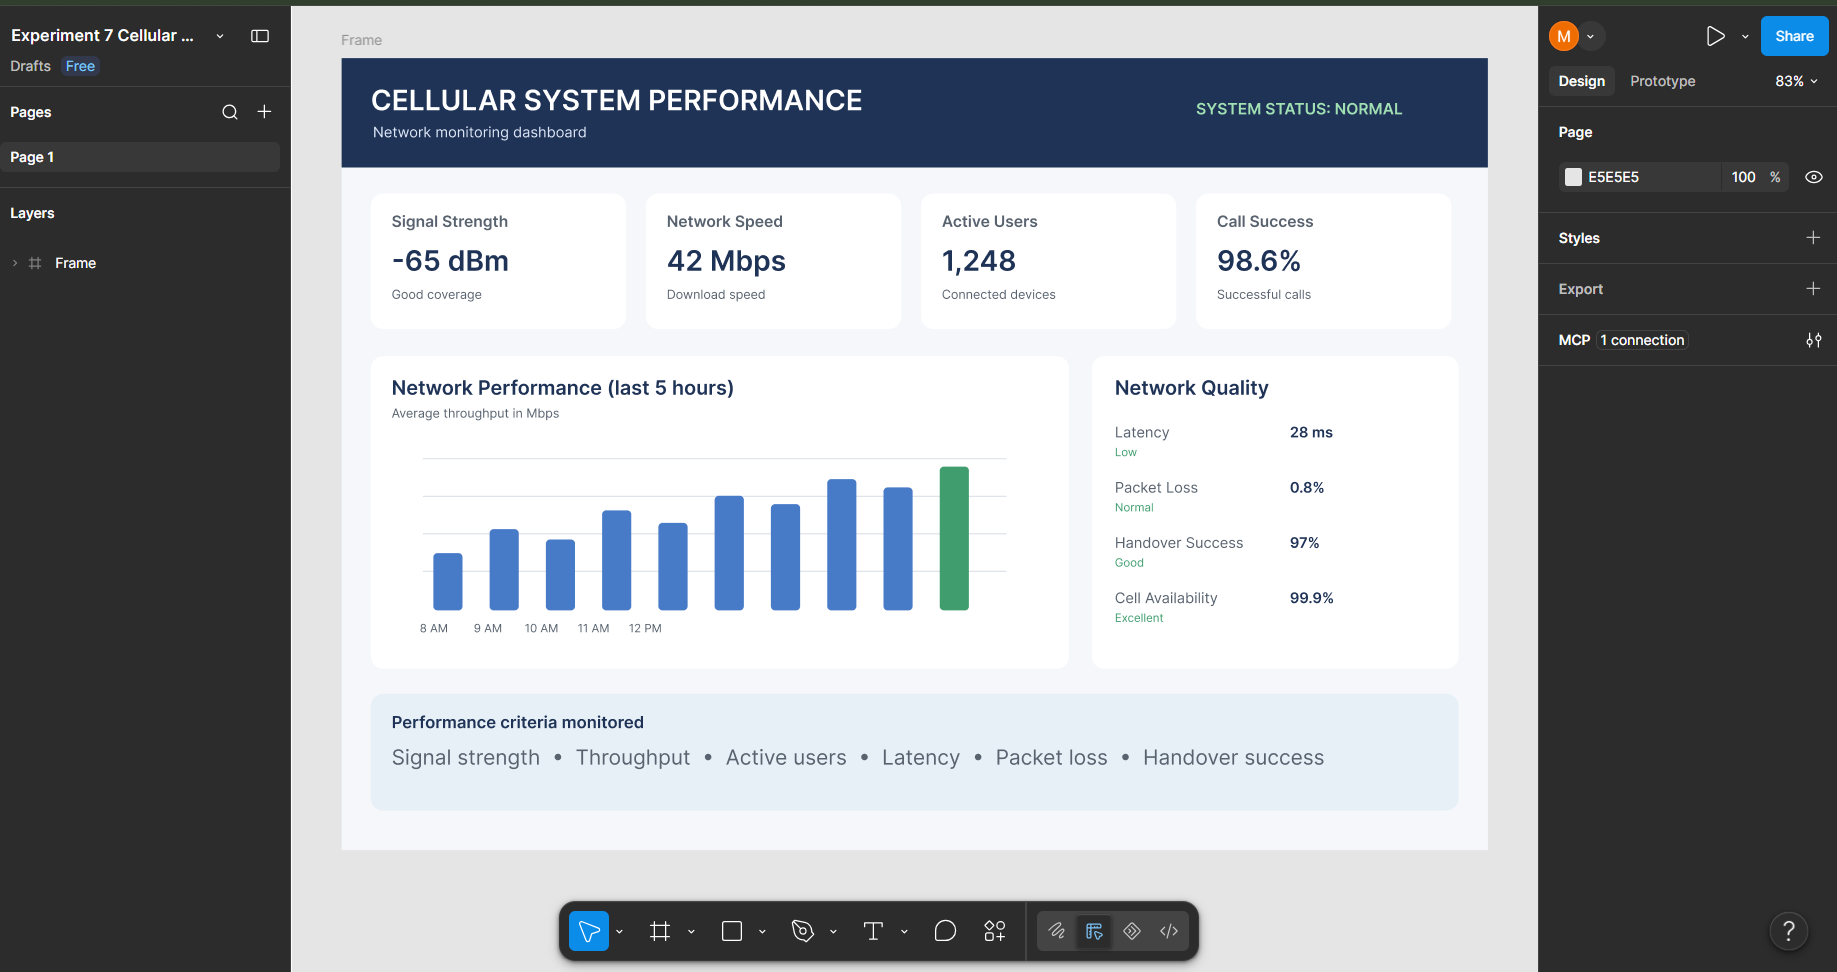 Experiment 7 Cellular ...
Drafts Free
Pages
Page 1
Layers
Frame
Frame
CELLULAR SYSTEM PERFORMANCE
Network monitoring dashboard
SYSTEM STATUS: NORMAL
Signal Strength
-65 dBm
Good coverage
Network Speed
42 Mbps
Download speed
Active Users
1,248
Connected devices
Call Success
98.6%
Successful calls
Network Performance (last 5 hours)
Average throughput in Mbps
8 AM 9 AM 10 AM 11 AM 12 PM
Network Quality
Latency 28 ms
Low
Packet Loss 0.8%
Normal
Handover Success 97%
Good
Cell Availability 99.9%
Excellent
Performance criteria monitored
Signal strength • Throughput • Active users • Latency • Packet loss • Handover success
M
Share
Design Prototype 83%
Page
E5E5E5 100 %
Styles
Export
MCP 1 connection
?